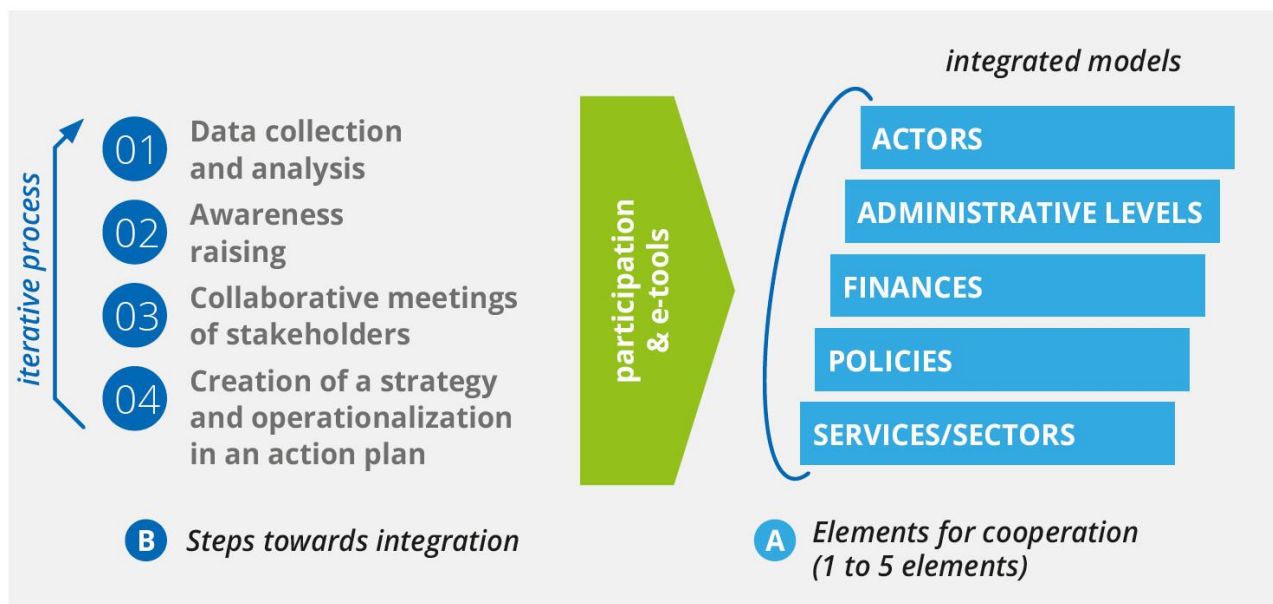 iterative process
01
Data collection
and analysis
02
Awareness
raising
03
Collaborative meetings
of stakeholders
04
Creation of a strategy
and operationalization
in an action plan
B
Steps towards integration
participation
& e-tools
integrated models
ACTORS
ADMINISTRATIVE LEVELS
FINANCES
POLICIES
SERVICES/SECTORS
A
Elements for cooperation
(1 to 5 elements)